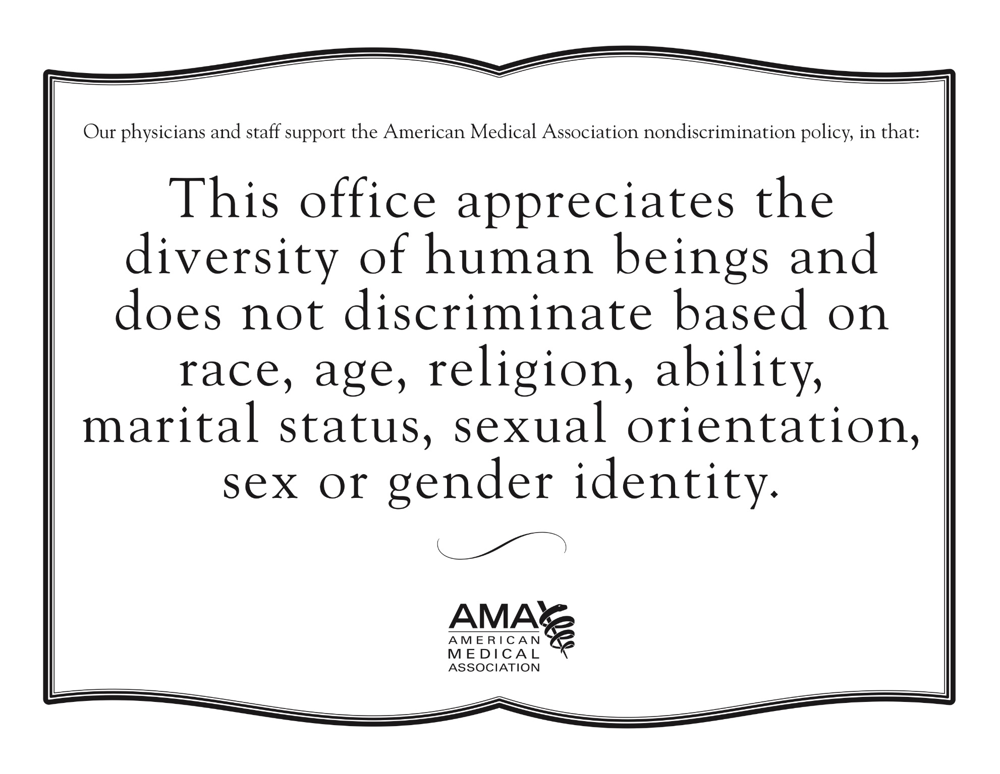 Our physicians and staff support the American Medical Association nondiscrimination policy, in that:
This office appreciates the
diversity of human beings and
does not discriminate based on
race, age, religion, ability,
marital status, sexual orientation,
sex or gender identity.
AMA
AMERICAN
MEDICAL
ASSOCIATION